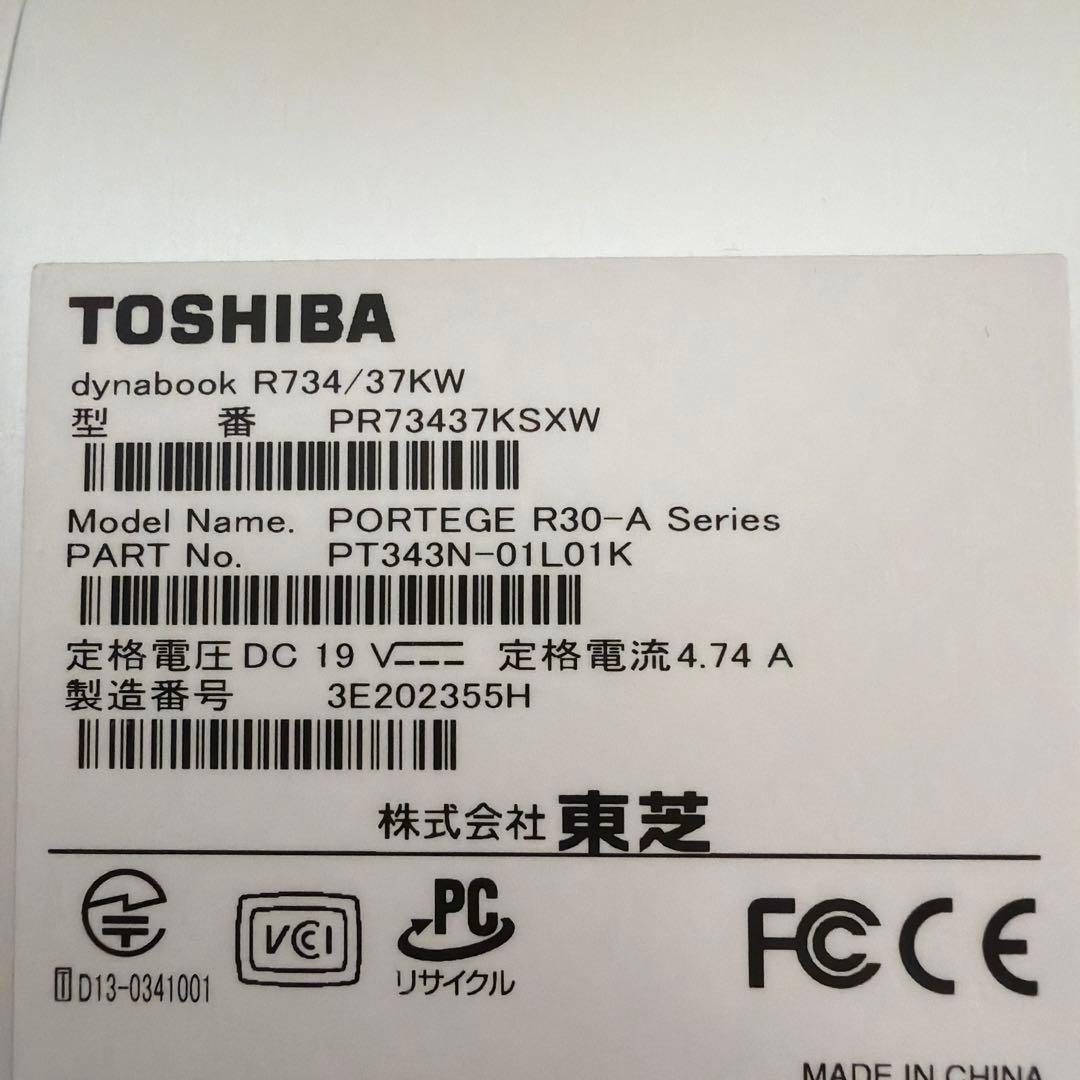 TOSHIBA
dynabook R734/37KW
型番 PR73437KSXW
Model Name. PORTEGE R30-A Series
PART No. PT343N-01L01K
定格電圧 DC 19 V 定格電流 4.74 A
製造番号 3E202355H
株式会社 東芝
VCCI
PC
FC CE
T D13-0341001
リサイクル
MADE IN CHINA